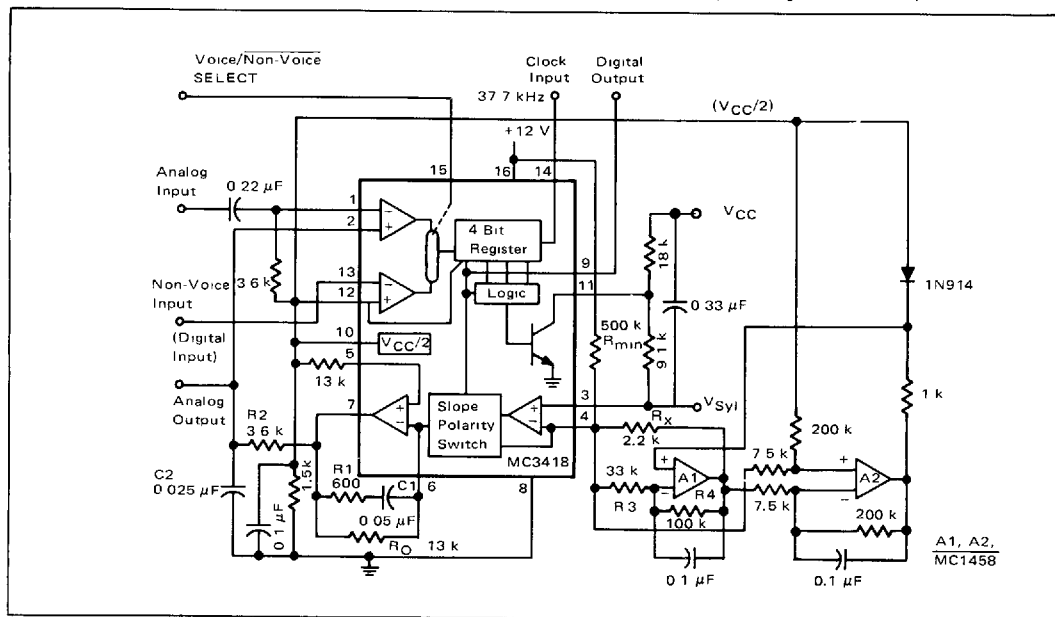 Voice/Non-Voice
SELECT
Clock
Input
37 7 kHz
Digital
Output
(VCC/2)
+12 V
15
16
14
Analog
Input
0 22 µF
1
2
4 Bit
Register
9
VCC
18 k
3 6 k
13
12
Logic
11
1N914
Non-Voice
Input
(Digital
Input)
0 33 µF
500 k
Rmin
9 1 k
10
VCC/2
5
13 k
1 k
Analog
Output
7
Slope
Polarity
Switch
3
4
VSyl
Rx
2.2 k
200 k
R2
3 6 k
MC3418
7 5 k
A1
A2
33 k
R3
R4
7.5 k
C2
0 025 µF
1.5 k
R1
600
C1
6
8
100 k
200 k
0 1 µF
0 05 µF
RO
13 k
0 1 µF
0.1 µF
A1, A2,
MC1458